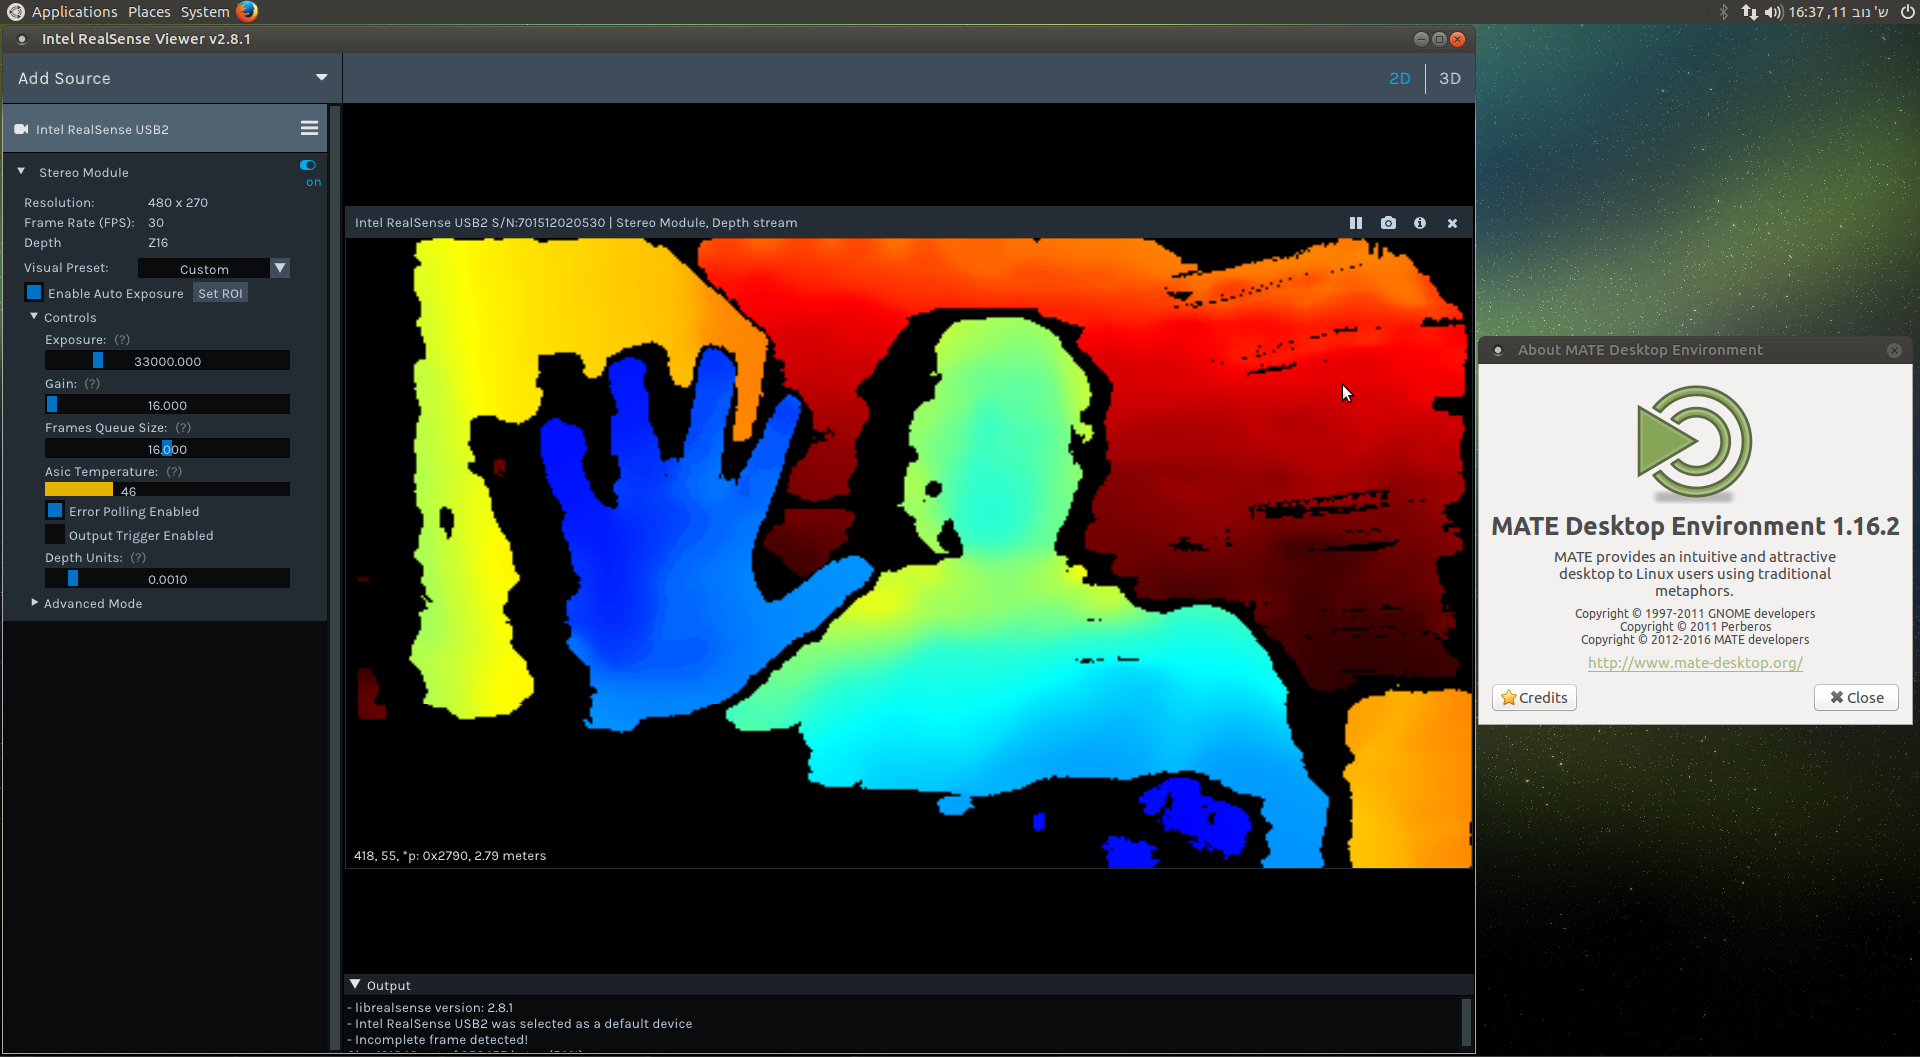 Applications Places System
16:37 ,11 ש' נוב
Intel RealSense Viewer v2.8.1
Add Source
2D
3D
Intel RealSense USB2
Stereo Module
on
Resolution: 480 x 270
Frame Rate (FPS): 30
Depth Z16
Visual Preset: Custom
Enable Auto Exposure Set ROI
Controls
Exposure: (?)
33000.000
Gain: (?)
16.000
Frames Queue Size: (?)
16.000
Asic Temperature: (?)
46
Error Polling Enabled
Output Trigger Enabled
Depth Units: (?)
0.0010
Advanced Mode
Intel RealSense USB2 S/N:701512020530 | Stereo Module, Depth stream
418, 55, *p: 0x2790, 2.79 meters
Output
- librealsense version: 2.8.1
- Intel RealSense USB2 was selected as a default device
- Incomplete frame detected!
About MATE Desktop Environment
MATE Desktop Environment 1.16.2
MATE provides an intuitive and attractive
desktop to Linux users using traditional
metaphors.
Copyright © 1997-2011 GNOME developers
Copyright © 2011 Perberos
Copyright © 2012-2016 MATE developers
http://www.mate-desktop.org/
Credits
Close